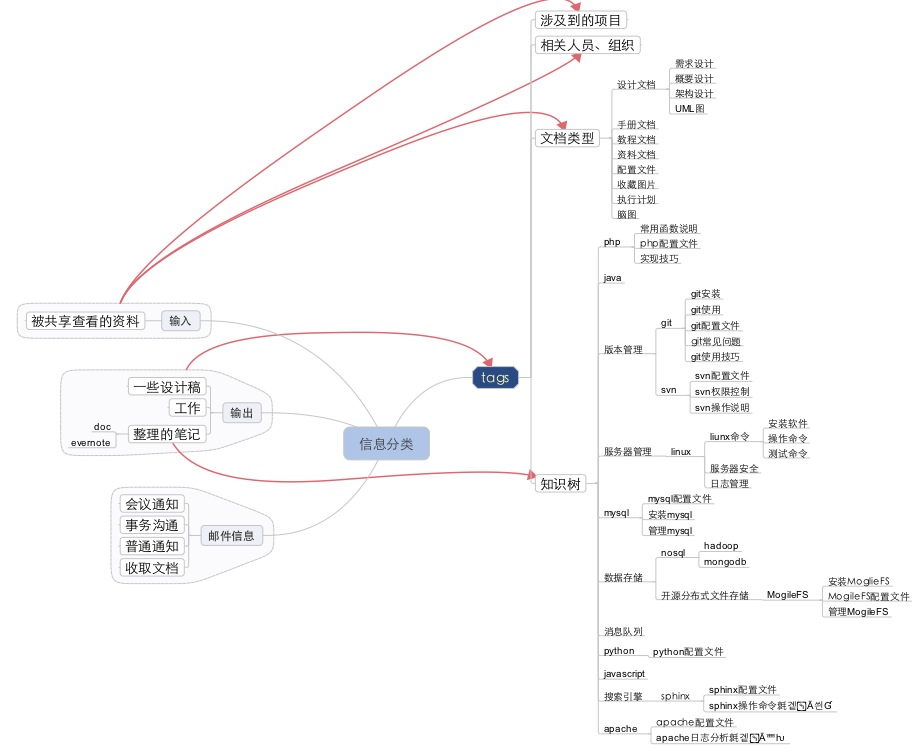 涉及到的项目
相关人员、组织
文档类型
设计文档
需求设计
概要设计
架构设计
UML图
手册文档
教程文档
资料文档
配置文件
收藏图片
执行计划
脑图
被共享查看的资料
输入
一些设计稿
工作
整理的笔记
doc
evernote
输出
信息分类
tags
会议通知
事务沟通
普通通知
收取文档
邮件信息
知识树
php
常用函数说明
php配置文件
实现技巧
java
版本管理
git
git安装
git使用
git配置文件
git常见问题
git使用技巧
svn
svn配置文件
svn权限控制
svn操作说明
服务器管理
linux
liunx命令
安装软件
操作命令
测试命令
服务器安全
日志管理
mysql
mysql配置文件
安装mysql
管理mysql
数据存储
nosql
hadoop
mongodb
开源分布式文件存储
MogileFS
安装MoglieFS
MogileFS配置文件
管理MogileFS
消息队列
python
python配置文件
javascript
搜索引擎
sphinx
sphinx配置文件
sphinx操作命令
apache
apache配置文件
apache日志分析